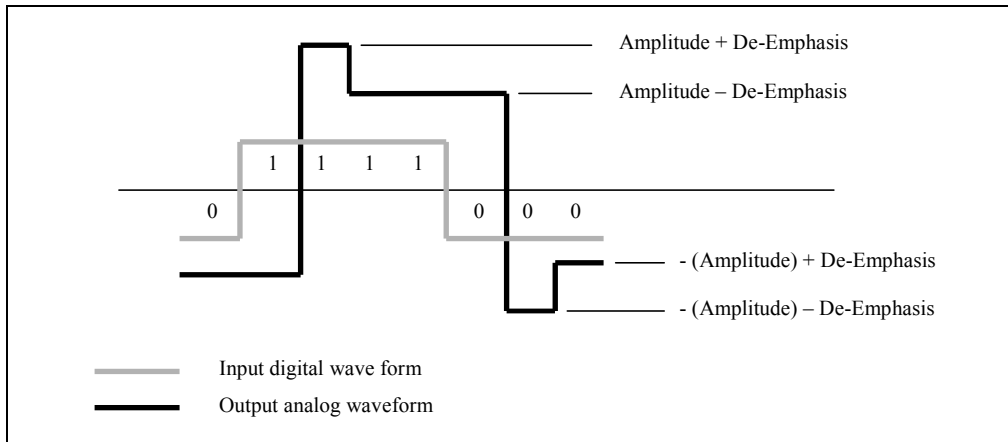 Amplitude + De-Emphasis
Amplitude – De-Emphasis
1 1 1 1
0 0 0 0
- (Amplitude) + De-Emphasis
- (Amplitude) – De-Emphasis
Input digital wave form
Output analog waveform